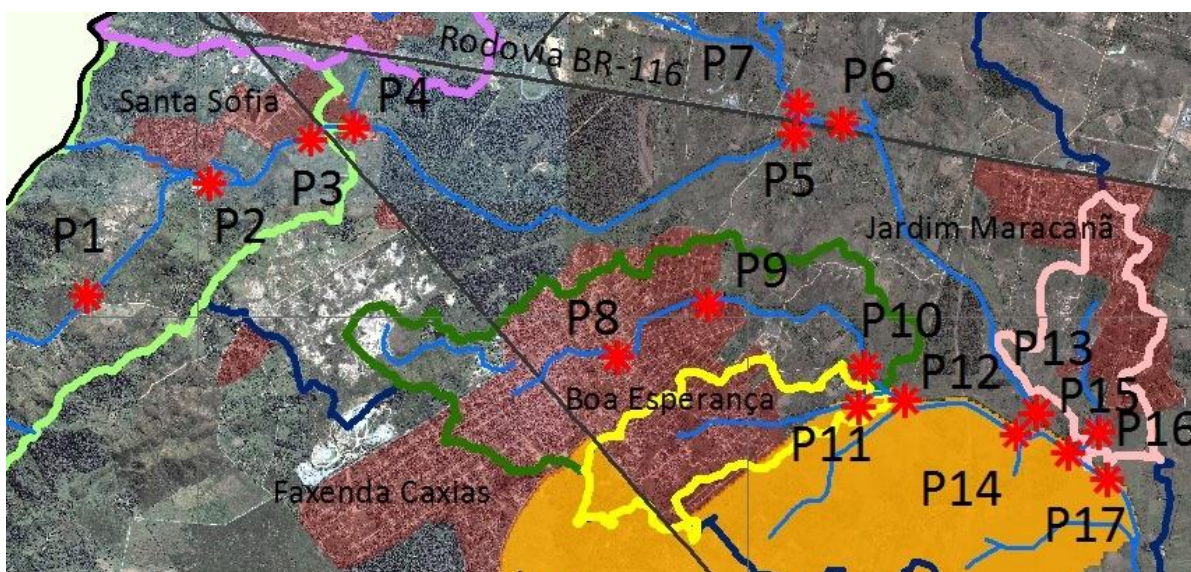 Rodovia BR-116
P7
P6
P4
Santa Sofia
P3
P5
P2
P1
Jardim Maracanã
P9
P8
P10
P12
P13
Boa Esperança
P15
P16
P11
P14
Faxenda Caxias
P17